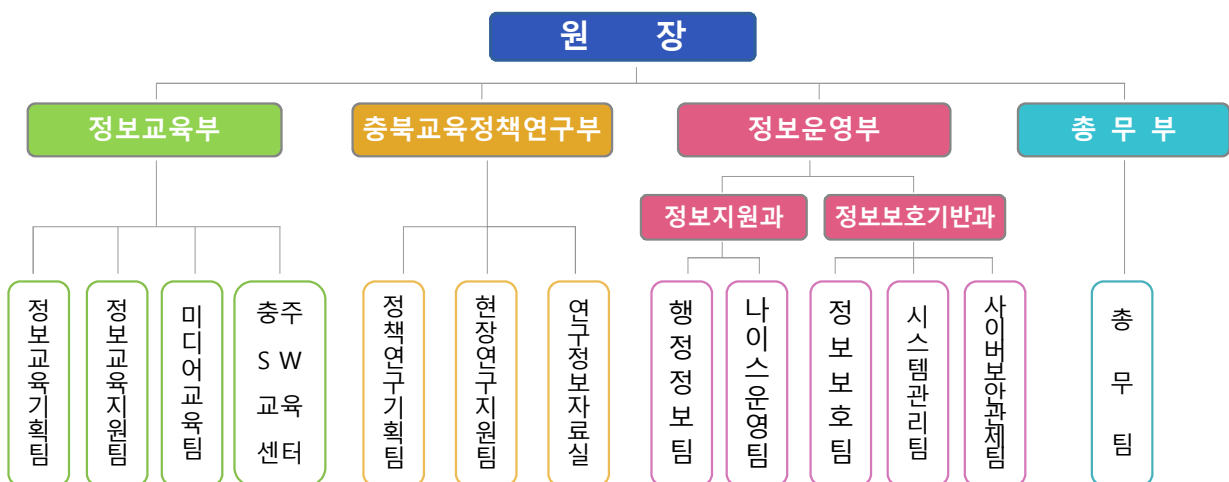 원 장
정보교육부
충북교육정책연구부
정보운영부
총 무 부
정보지원과
정보보호기반과
정보교육기획팀
정보교육지원팀
미디어교육팀
충주
S W
교육
센터
정책연구기획팀
현장연구지원팀
연구정보자료실
행정정보팀
나이스운영팀
정보보호팀
시스템관리팀
사이버보안관제팀
총무팀